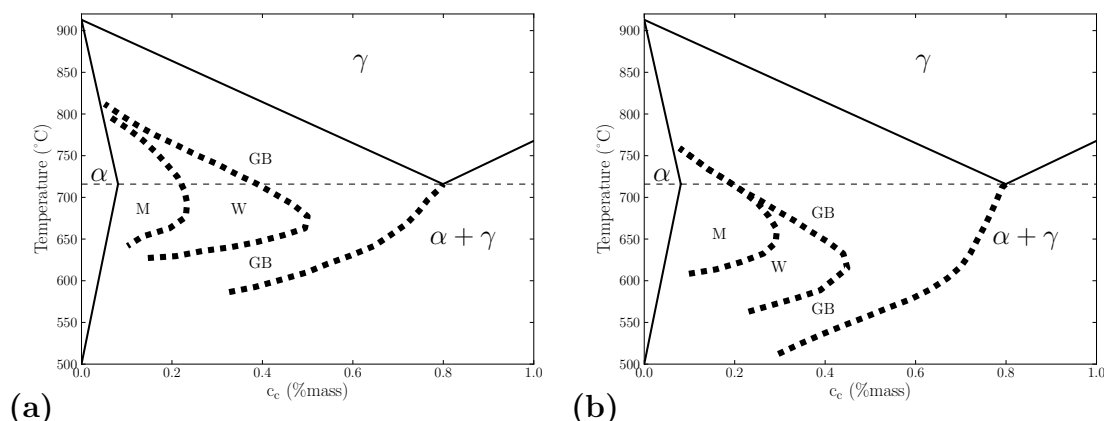 900
850
800
750
700
650
600
550
500
Temperature (°C)
γ
GB
α
M
W
α + γ
GB
0.0 0.2 0.4 0.6 0.8 1.0
c_c (%mass)
(a)
900
850
800
750
700
650
600
550
500
Temperature (°C)
γ
α
GB
M
α + γ
W
GB
0.0 0.2 0.4 0.6 0.8 1.0
c_c (%mass)
(b)